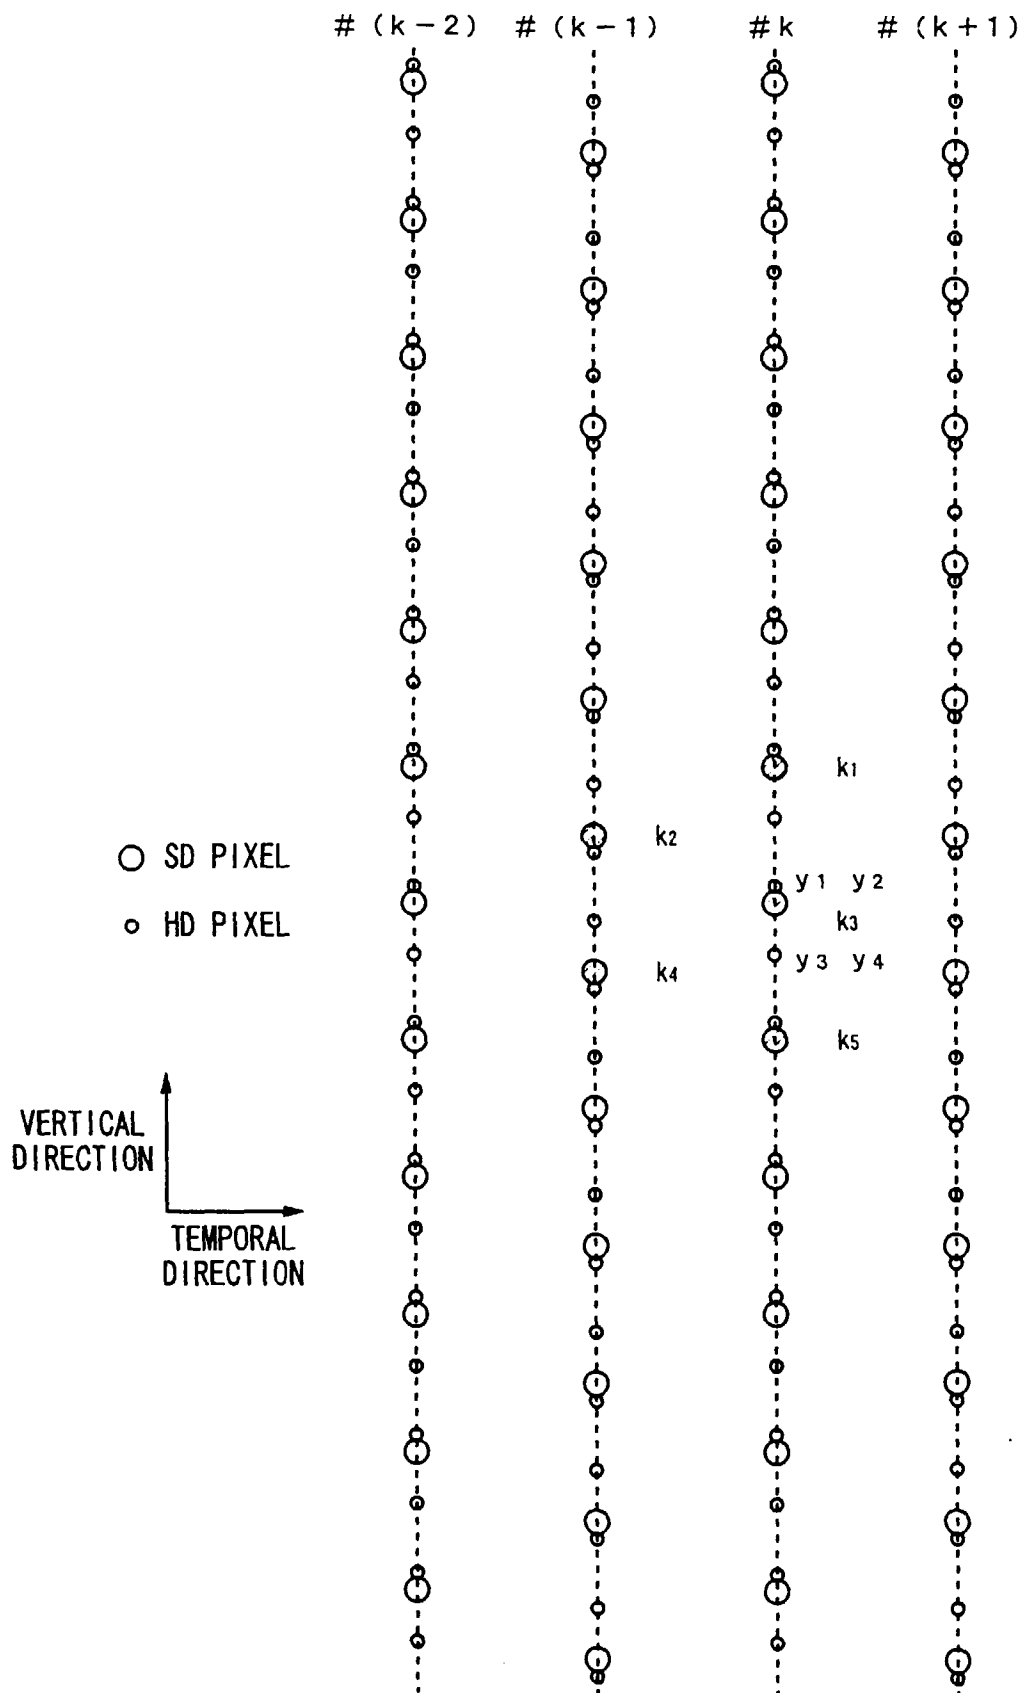 # (k-2) # (k-1) #k # (k+1)
k1
k2
SD PIXEL
y1 y2
HD PIXEL
k3
y3 y4
k4
k5
VERTICAL
DIRECTION
TEMPORAL
DIRECTION